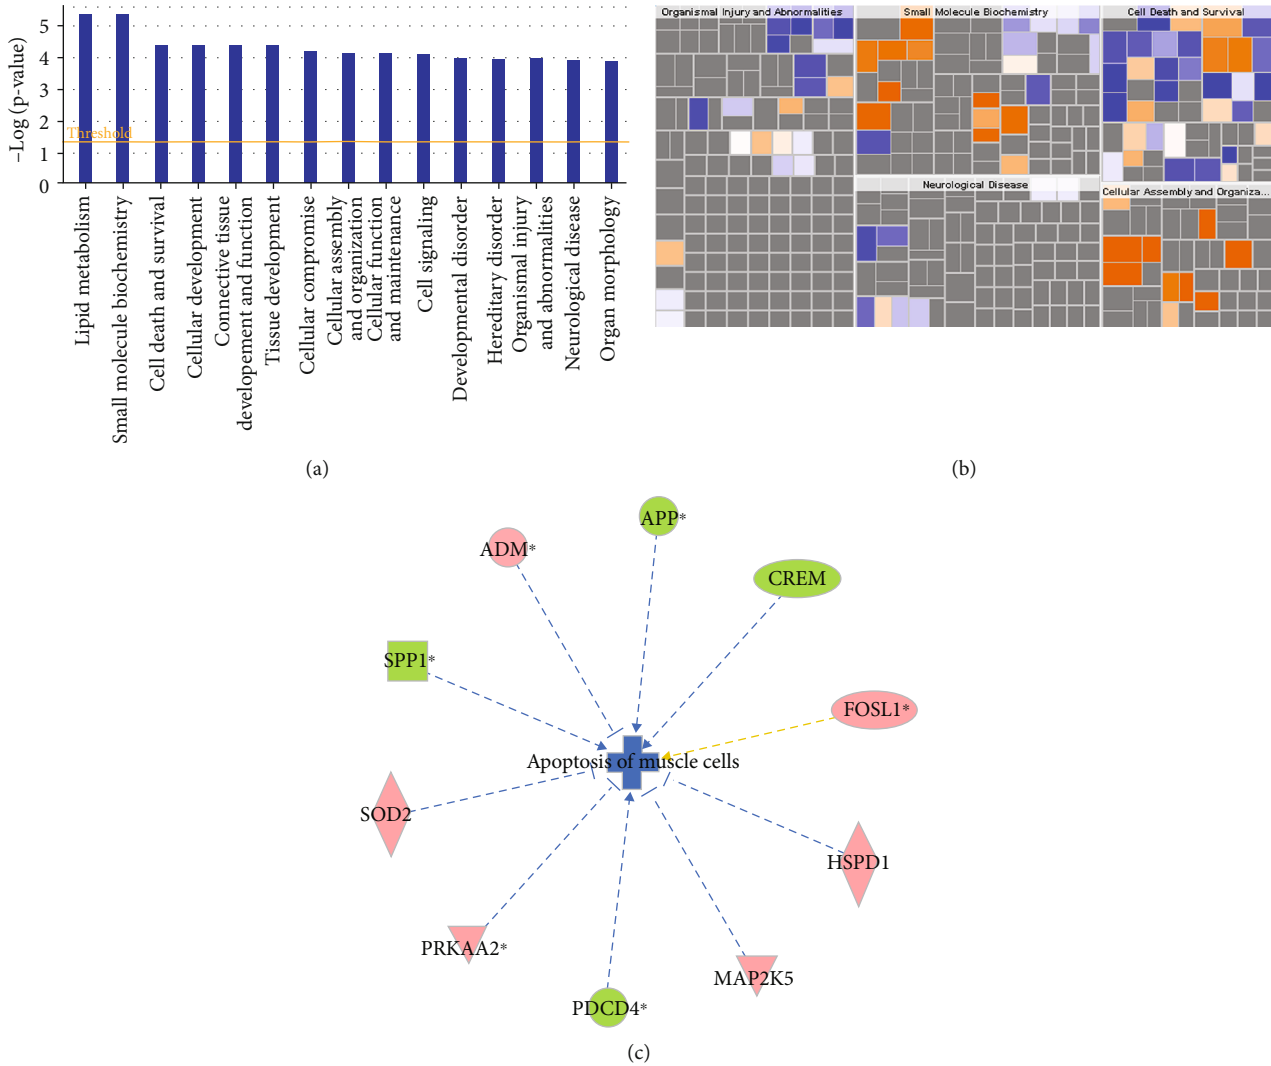 −Log (p-value)
5
4
3
2
1
0
Threshold
Lipid metabolism
Small molecule biochemistry
Cell death and survival
Cellular development
Connective tissue
developement and function
Tissue development
Cellular compromise
Cellular assembly
and organization
Cellular function
and maintenance
Cell signaling
Developmental disorder
Hereditary disorder
Organismal injury
and abnormalities
Neurological disease
Organ morphology
(a)
Organismal Injury and Abnormalities
Small Molecule Biochemistry
Cell Death and Survival
Neurological Disease
Cellular Assembly and Organiza...
(b)
APP*
ADM*
CREM
SPP1*
FOSL1*
Apoptosis of muscle cells
SOD2
HSPD1
PRKAA2*
MAP2K5
PDCD4*
(c)